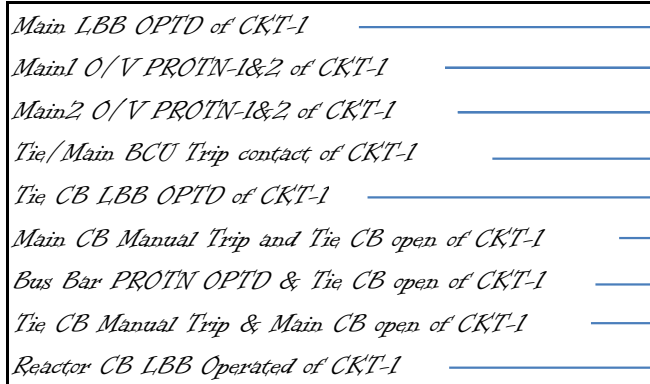 Main LBB OPTD of CKT-1
Main1 O/V PROTN-1&2 of CKT-1
Main2 O/V PROTN-1&2 of CKT-1
Tie/Main BCU Trip contact of CKT-1
Tie CB LBB OPTD of CKT-1
Main CB Manual Trip and Tie CB open of CKT-1
Bus Bar PROTN OPTD & Tie CB open of CKT-1
Tie CB Manual Trip & Main CB open of CKT-1
Reactor CB LBB Operated of CKT-1